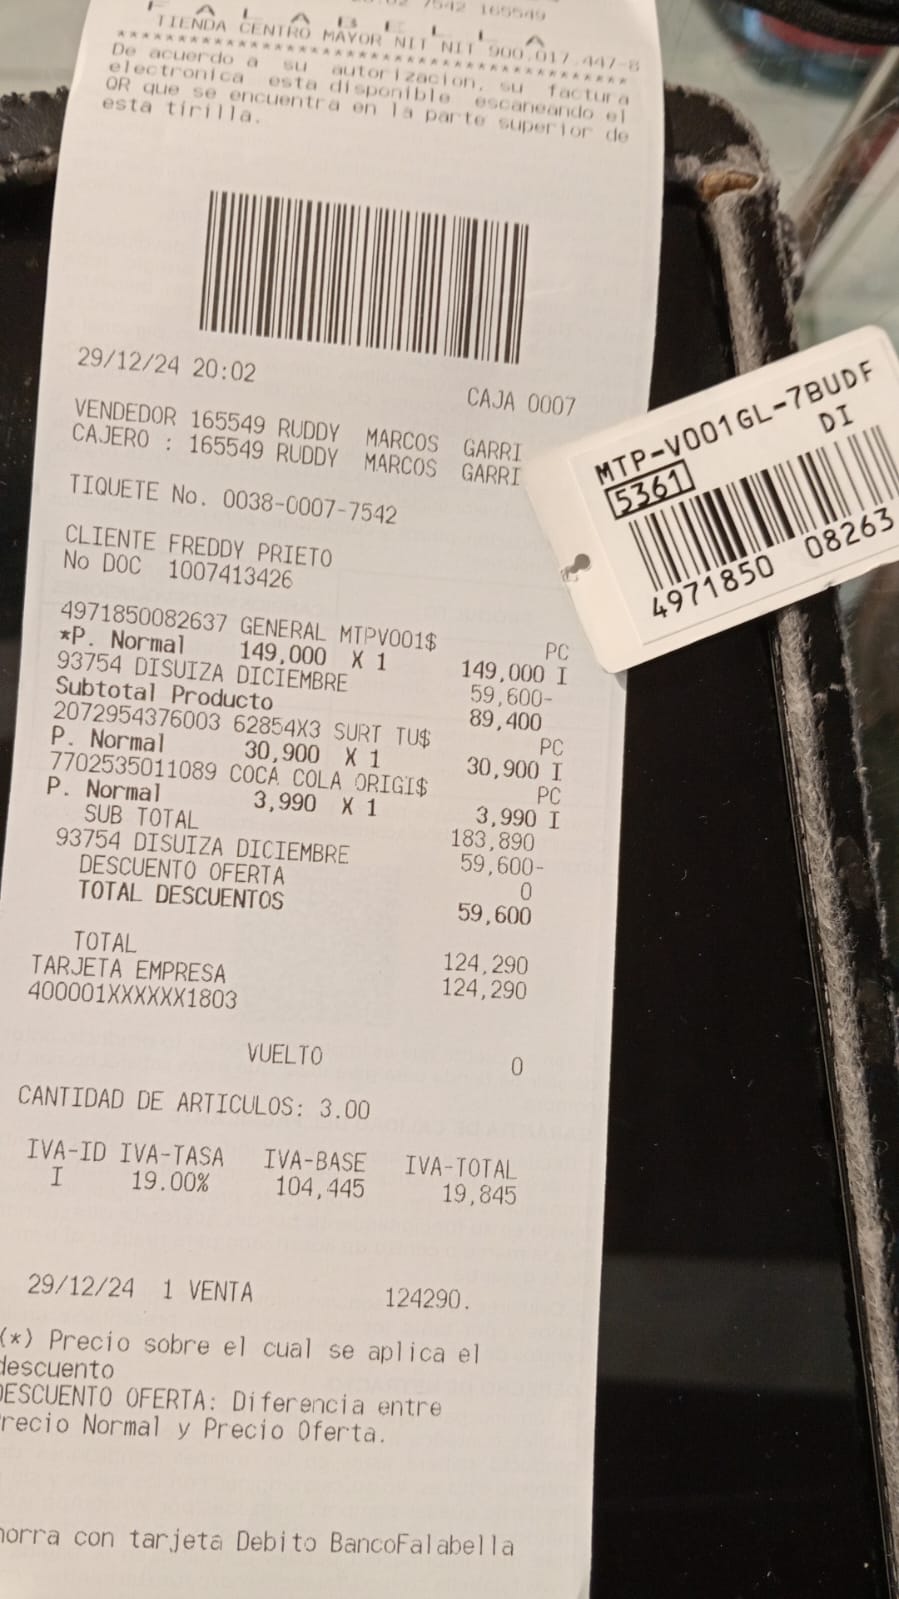 7542 165549
F A L A B E L L A
TIENDA CENTRO MAYOR NIT NIT 900.017.447-8
****************************************
De acuerdo a su autorizacion, su factura
electronica esta disponible escaneando el
QR que se encuentra en la parte superior de
esta tirilla.
29/12/24 20:02
CAJA 0007
VENDEDOR 165549 RUDDY MARCOS GARRI
CAJERO : 165549 RUDDY MARCOS GARRI
TIQUETE No. 0038-0007-7542
CLIENTE FREDDY PRIETO
No DOC 1007413426
4971850082637 GENERAL MTPV001$ PC
*P. Normal 149,000 X 1 149,000 I
93754 DISUIZA DICIEMBRE 59,600-
Subtotal Producto 89,400
2072954376003 62854X3 SURT TU$ PC
P. Normal 30,900 X 1 30,900 I
7702535011089 COCA COLA ORIGI$ PC
P. Normal 3,990 X 1 3,990 I
SUB TOTAL 183,890
93754 DISUIZA DICIEMBRE 59,600-
DESCUENTO OFERTA 0
TOTAL DESCUENTOS 59,600
TOTAL 124,290
TARJETA EMPRESA 124,290
400001XXXXXX1803
VUELTO 0
CANTIDAD DE ARTICULOS: 3.00
IVA-ID IVA-TASA IVA-BASE IVA-TOTAL
I 19.00% 104,445 19,845
29/12/24 1 VENTA 124290.
(*) Precio sobre el cual se aplica el
descuento
DESCUENTO OFERTA: Diferencia entre
Precio Normal y Precio Oferta.
horra con tarjeta Debito BancoFalabella
MTP-V001GL-7BUDF
DI
5361
4971850 08263